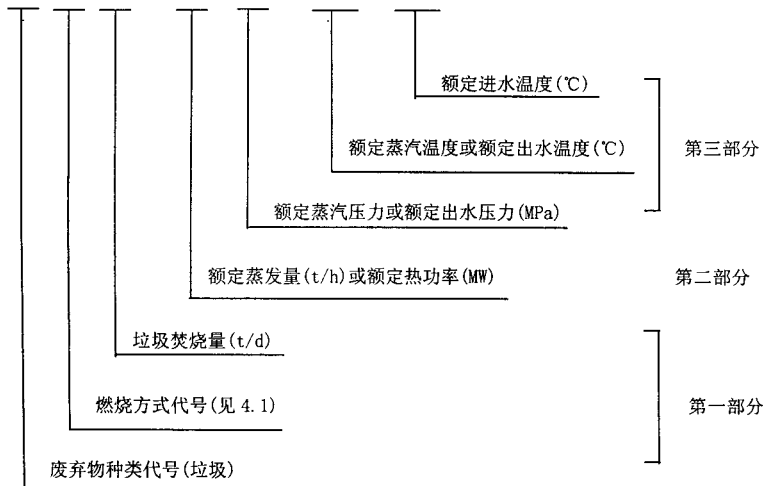 额定进水温度(℃)
额定蒸汽温度或额定出水温度(℃)
第三部分
额定蒸汽压力或额定出水压力(MPa)
额定蒸发量(t/h)或额定热功率(MW)
第二部分
垃圾焚烧量(t/d)
燃烧方式代号(见 4.1)
第一部分
废弃物种类代号(垃圾)